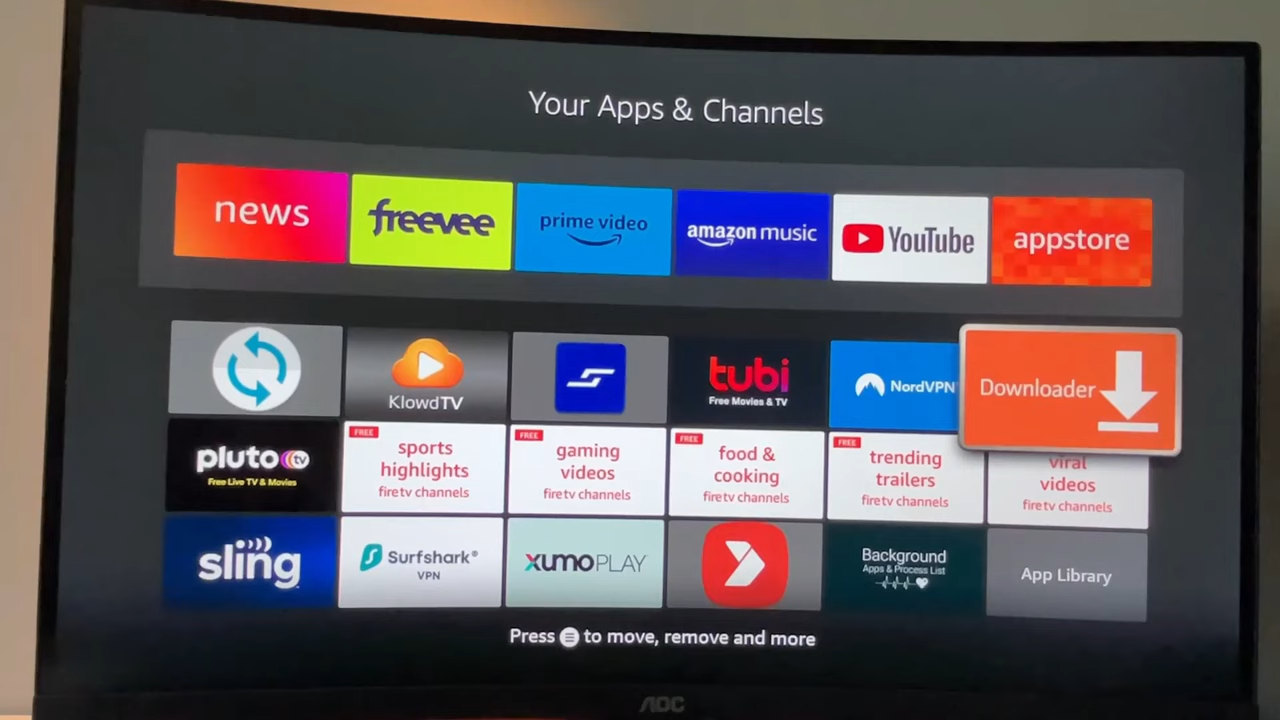 Your Apps & Channels
news
freevee
prime video
amazon music
YouTube
appstore
KlowdTV
tubi
Free Movies & TV
NordVPN
Downloader
pluto tv
Free Live TV & Movies
FREE
sports
highlights
firetv channels
FREE
gaming
videos
firetv channels
FREE
food &
cooking
firetv channels
FREE
trending
trailers
firetv channels
viral
videos
firetv channels
sling
Surfshark®
VPN
xumo PLAY
Background
Apps & Process List
App Library
Press to move, remove and more
AOC